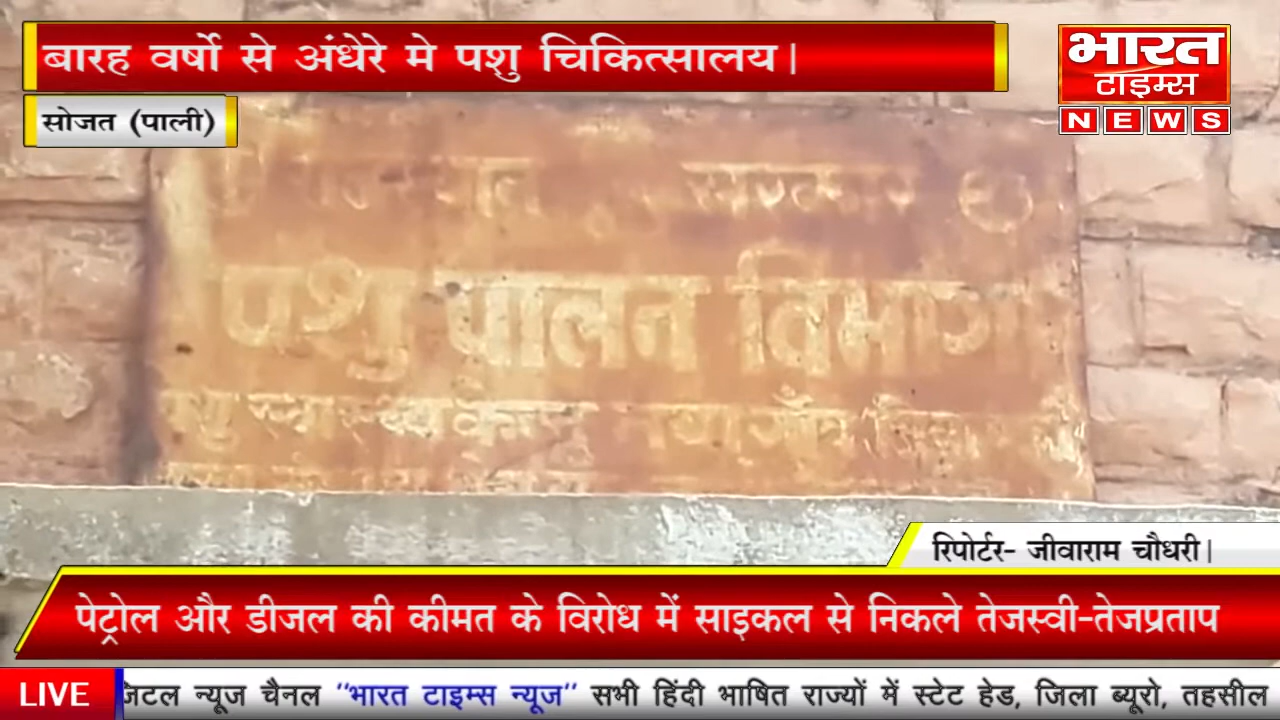 बारह वर्षो से अंधेरे मे पशु चिकित्सालय|
भारत
टाइम्स
NEWS
सोजत (पाली)
सरकार
पशु पालन विभाग
रिपोर्टर- जीवाराम चौधरी|
पेट्रोल और डीजल की कीमत के विरोध में साइकल से निकले तेजस्वी-तेजप्रताप
LIVE
जिटल न्यूज चैनल "भारत टाइम्स न्यूज" सभी हिंदी भाषित राज्यों में स्टेट हेड, जिला ब्यूरो, तहसील